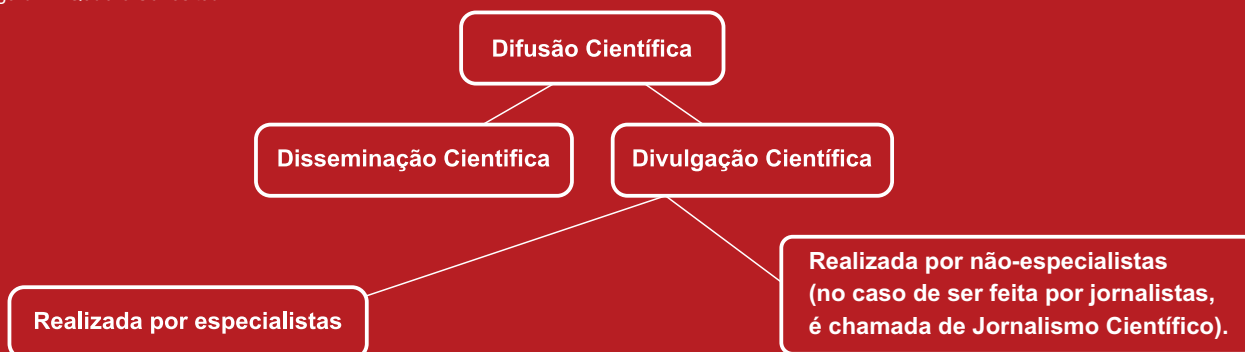 Difusão Científica
Disseminação Cientifica
Divulgação Científica
Realizada por especialistas
Realizada por não-especialistas
(no caso de ser feita por jornalistas,
é chamada de Jornalismo Científico).